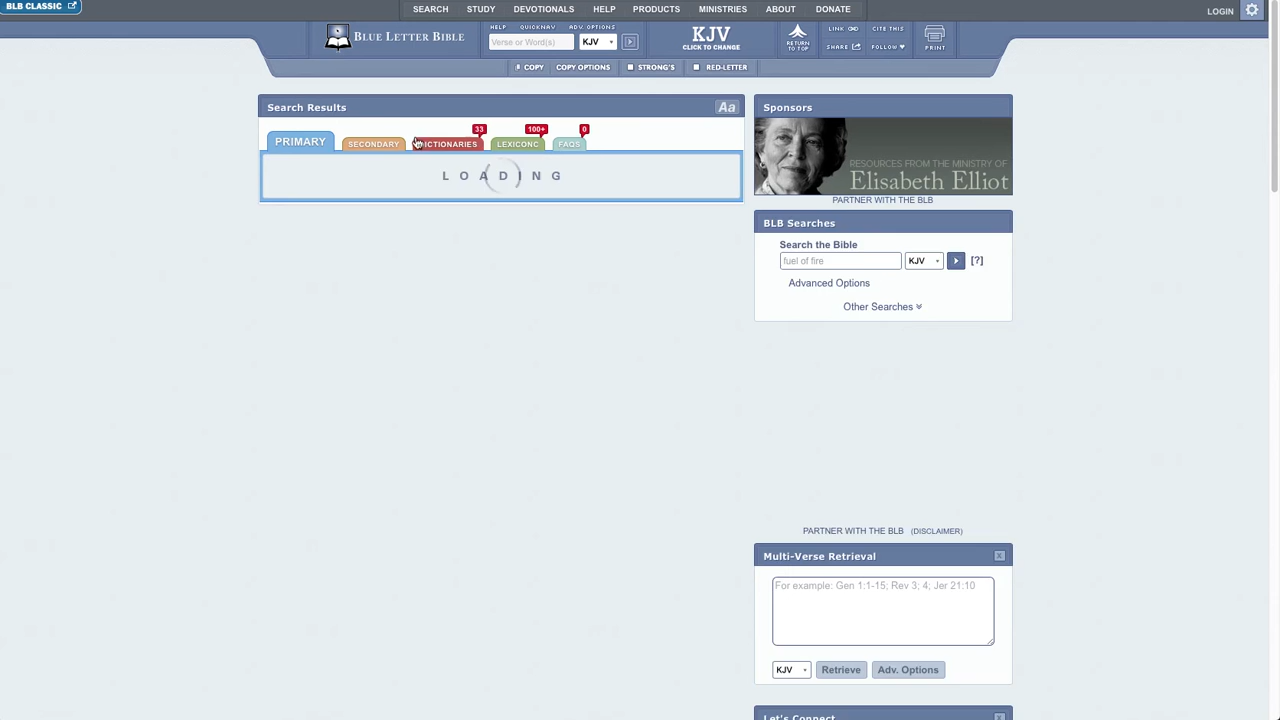 BLB CLASSIC
SEARCH STUDY DEVOTIONALS HELP PRODUCTS MINISTRIES ABOUT DONATE
LOGIN
BLUE LETTER BIBLE
HELP QUICKNAV ADV. OPTIONS
Verse or Word(s) KJV
KJV
CLICK TO CHANGE
RETURN
TO TOP
LINK CITE THIS
SHARE FOLLOW
PRINT
COPY COPY OPTIONS STRONG'S RED-LETTER
Search Results Aa
33 100+ 0
PRIMARY SECONDARY DICTIONARIES LEXICONC FAQS
LOADING
Sponsors
RESOURCES FROM THE MINISTRY OF
Elisabeth Elliot
PARTNER WITH THE BLB
BLB Searches
Search the Bible
fuel of fire KJV [?]
Advanced Options
Other Searches
PARTNER WITH THE BLB (DISCLAIMER)
Multi-Verse Retrieval X
For example: Gen 1:1-15; Rev 3; 4; Jer 21:10
KJV Retrieve Adv. Options
Let's Connect X